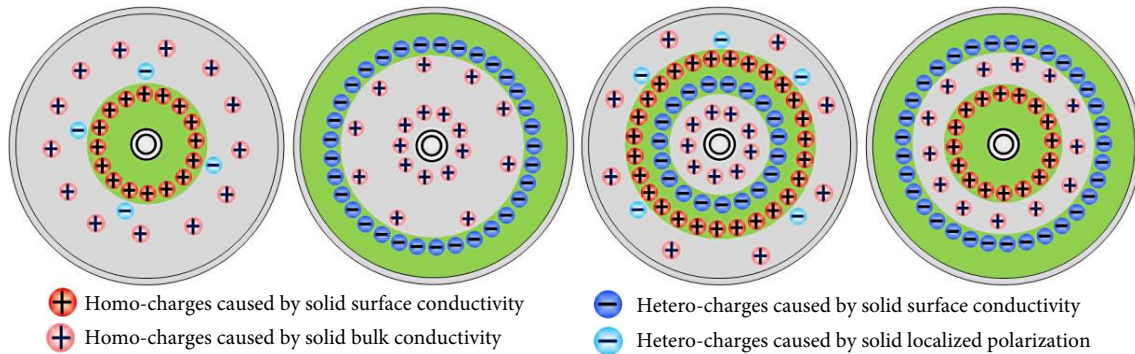 Homo-charges caused by solid surface conductivity
Hetero-charges caused by solid surface conductivity
Homo-charges caused by solid bulk conductivity
Hetero-charges caused by solid localized polarization